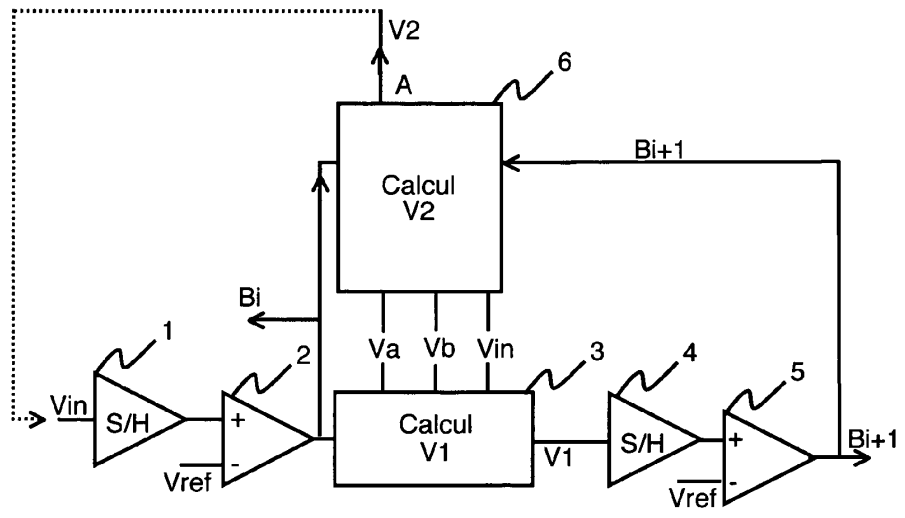 V2
A
6
Calcul
V2
Bi+1
Bi
Va Vb Vin
1
2
3
4
5
Vin
S/H
+
-
Vref
Calcul
V1
V1
S/H
+
-
Vref
Bi+1